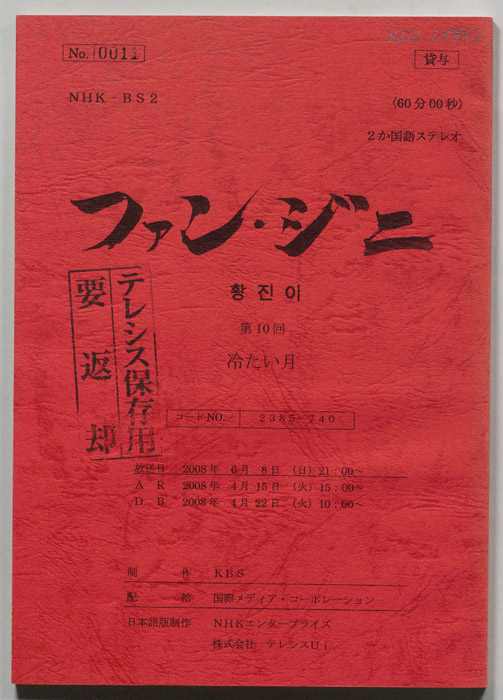 No. 0011
貸与
NHK-BS2
〈60分00秒〉
2か国語ステレオ
ファン・ジニ
황진이
第10回
冷たい月
テレシス保存用
要返却
コードNO. 2385-740
放送日 2008年 6月 8日 (日) 21:00~
AR 2008年 4月 15日 (火) 15:00~
DB 2008年 4月 22日 (火) 10:00~
制作 KBS
配給 国際メディア・コーポレーション
日本語版制作 NHKエンタープライズ
株式会社 テレシスUi